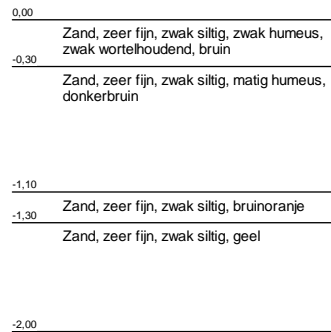 0,00
Zand, zeer fijn, zwak siltig, zwak humeus,
zwak wortelhoudend, bruin
-0,30
Zand, zeer fijn, zwak siltig, matig humeus,
donkerbruin
-1,10
Zand, zeer fijn, zwak siltig, bruinoranje
-1,30
Zand, zeer fijn, zwak siltig, geel
-2,00